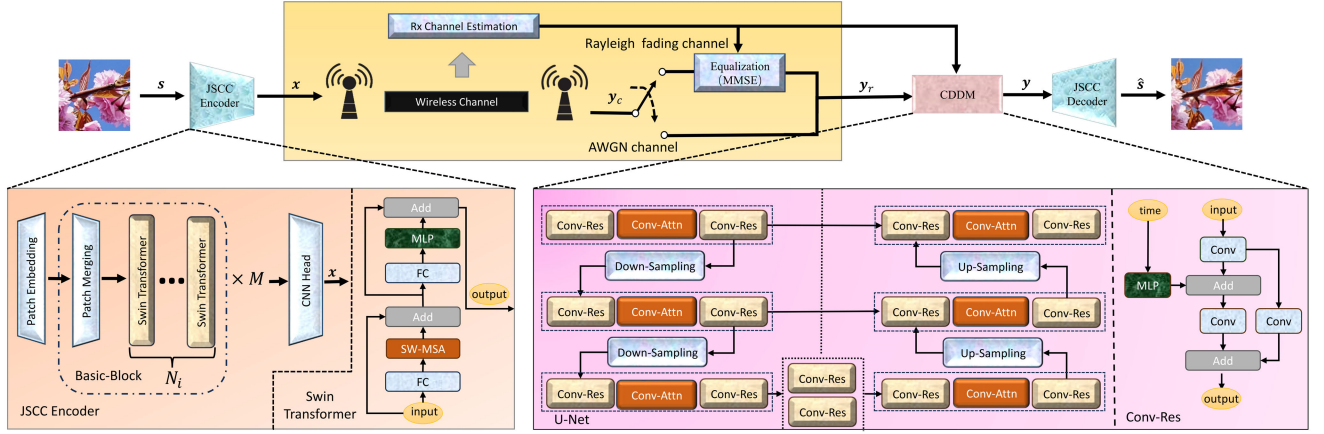 Rx Channel Estimation
Rayleigh fading channel
Equalization
(MMSE)
s
JSCC
Encoder
x
Wireless Channel
y_c
AWGN channel
y_r
CDDM
y
JSCC
Decoder
ŝ
Patch Embedding
Patch Merging
Swin Transformer
Swin Transformer
× M
CNN Head
x
Basic-Block
N_i
JSCC Encoder
Add
MLP
FC
output
Add
SW-MSA
FC
input
Swin
Transformer
Conv-Res
Conv-Attn
Conv-Res
Conv-Res
Conv-Attn
Conv-Res
Down-Sampling
Up-Sampling
Conv-Res
Conv-Attn
Conv-Res
Conv-Res
Conv-Attn
Conv-Res
Down-Sampling
Up-Sampling
Conv-Res
Conv-Attn
Conv-Res
Conv-Res
Conv-Res
Conv-Res
Conv-Attn
Conv-Res
U-Net
time
input
Conv
MLP
Add
Conv
Conv
Add
output
Conv-Res